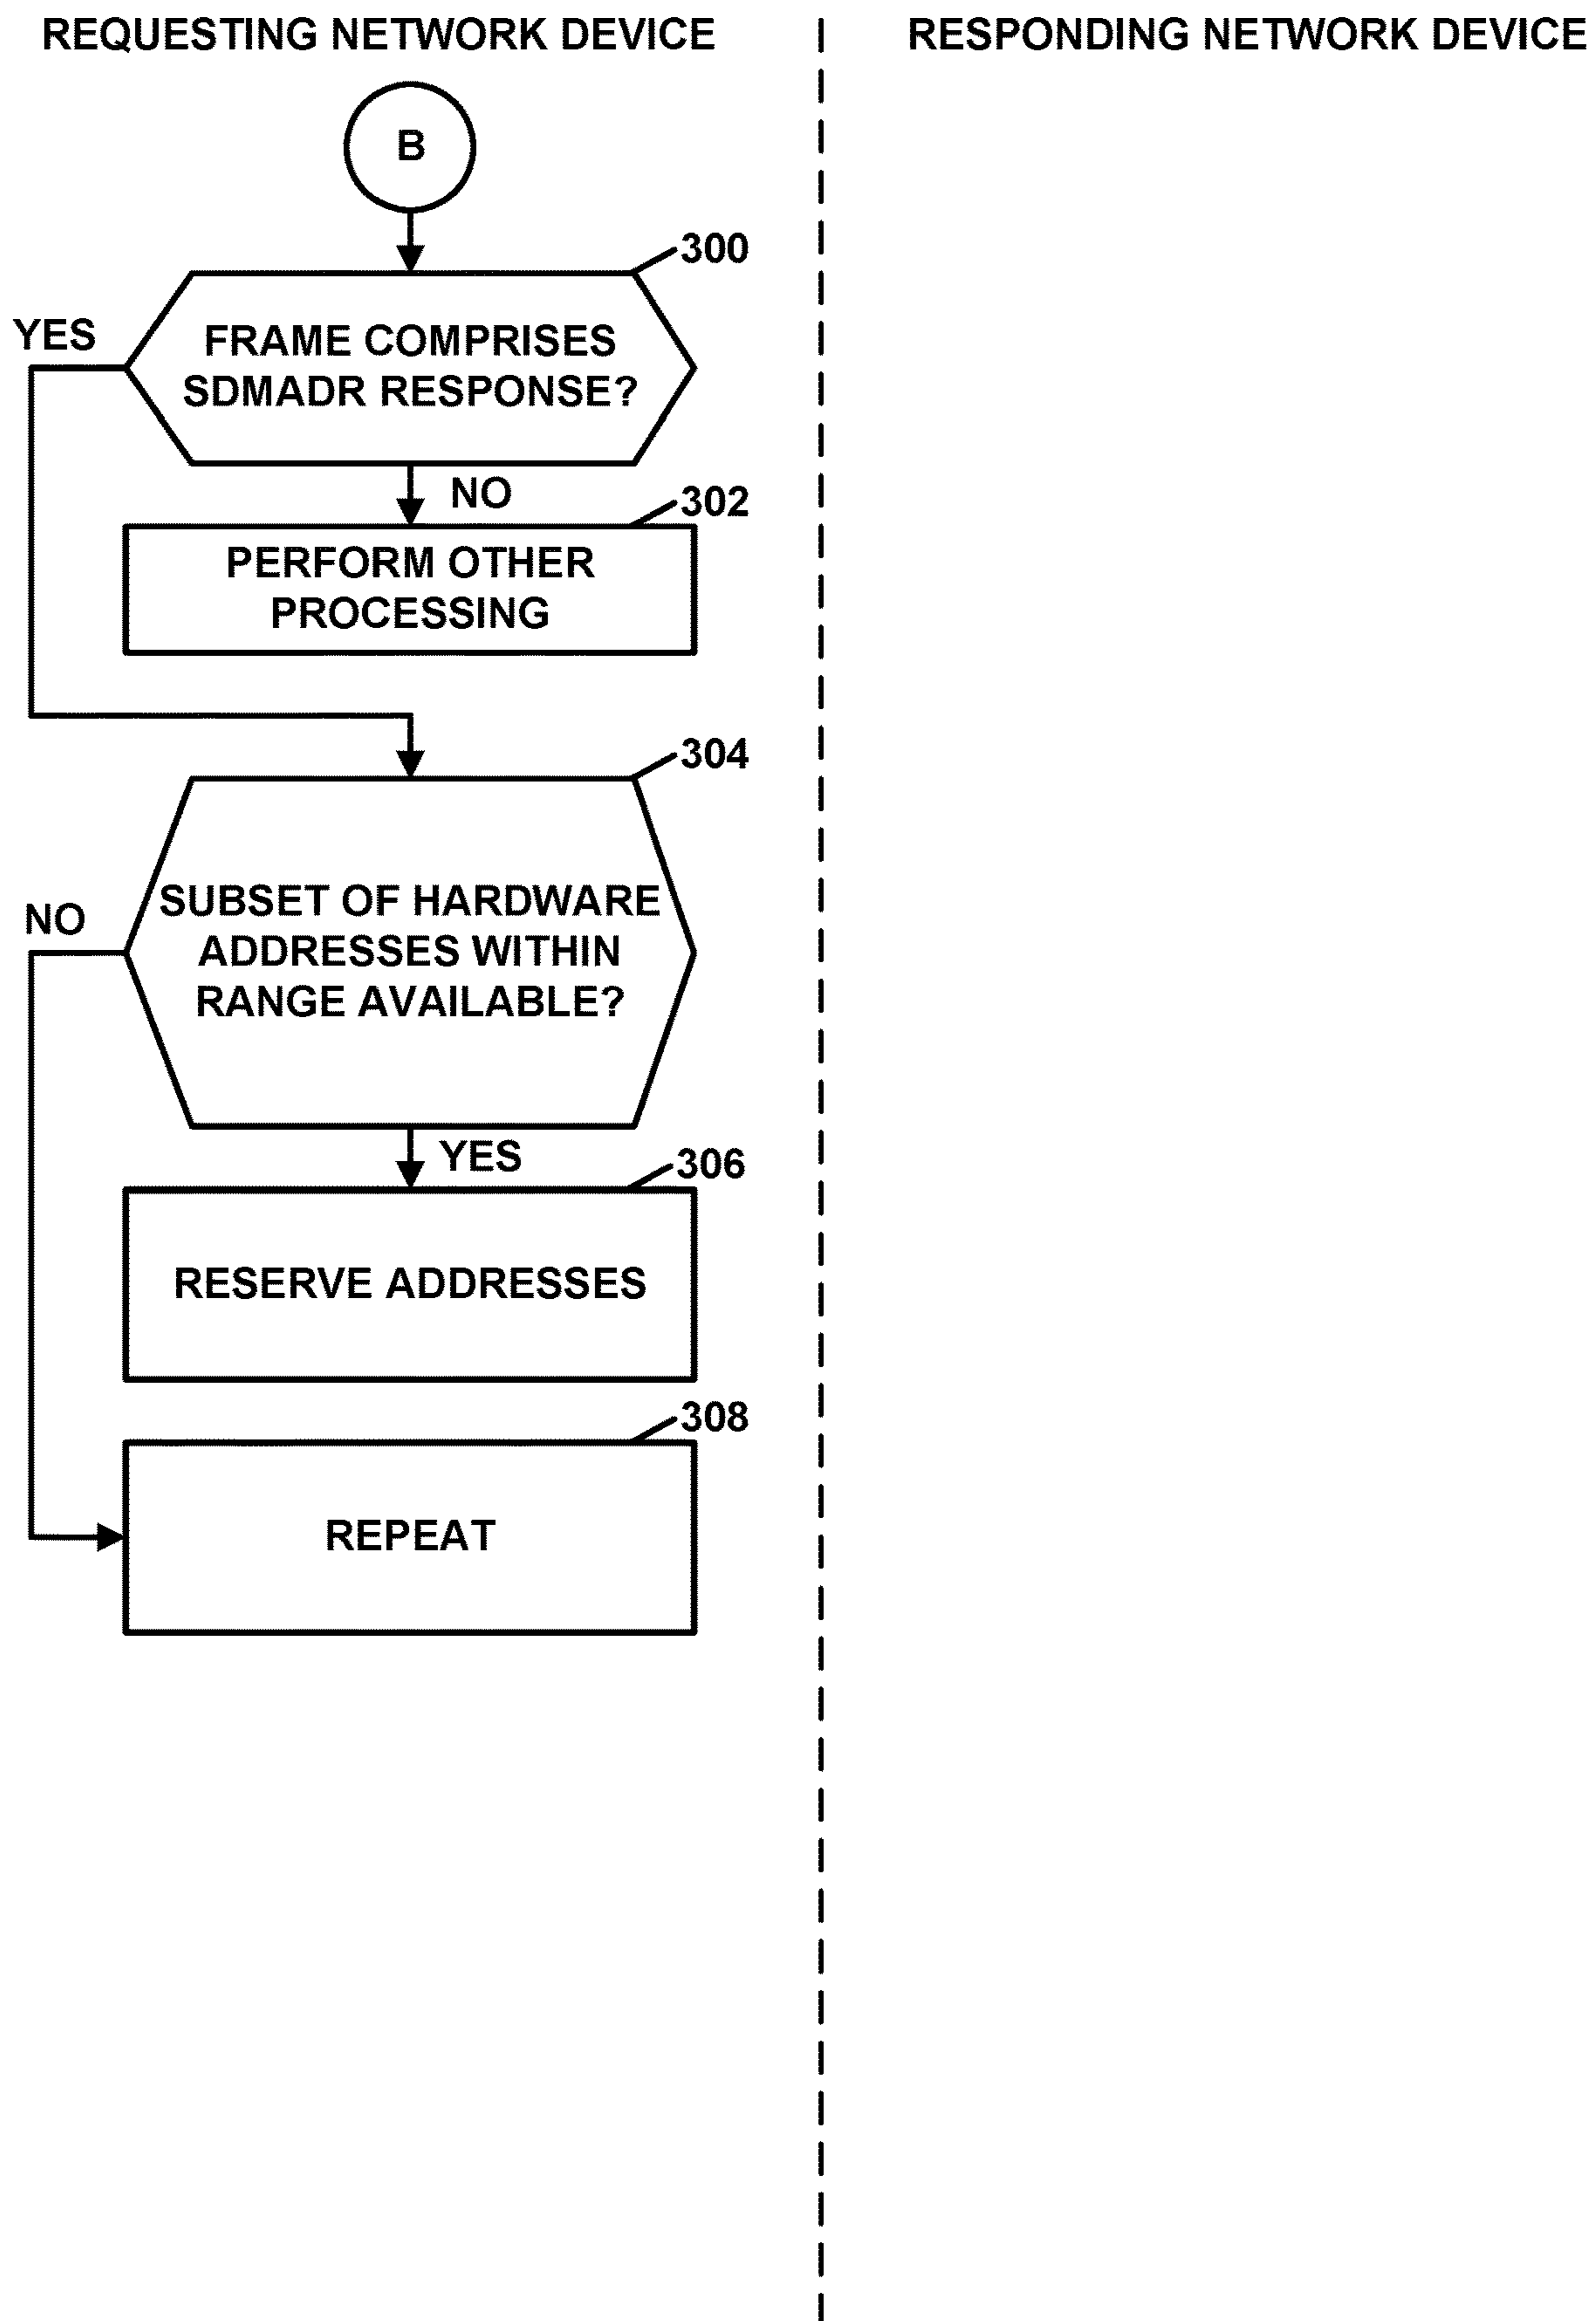 REQUESTING NETWORK DEVICE
RESPONDING NETWORK DEVICE
B
300
FRAME COMPRISES
SDMADR RESPONSE?
YES
NO
302
PERFORM OTHER
PROCESSING
304
SUBSET OF HARDWARE
ADDRESSES WITHIN
RANGE AVAILABLE?
NO
YES
306
RESERVE ADDRESSES
308
REPEAT